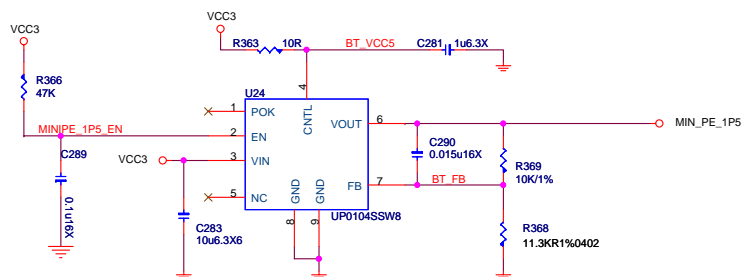 VCC3
VCC3
R363
10R
BT_VCC5
C281
1u6.3X
R366
47K
U24
4
CNTL
1
POK
VOUT
6
MIN_PE_1P5
MINIPE_1P5_EN
2
EN
C290
0.015u16X
R369
10K/1%
C289
0.1u16X
VCC3
3
VIN
FB
7
BT_FB
5
NC
GND
GND
UP0104SSW8
8
9
C283
10u6.3X6
R368
11.3KR1%0402